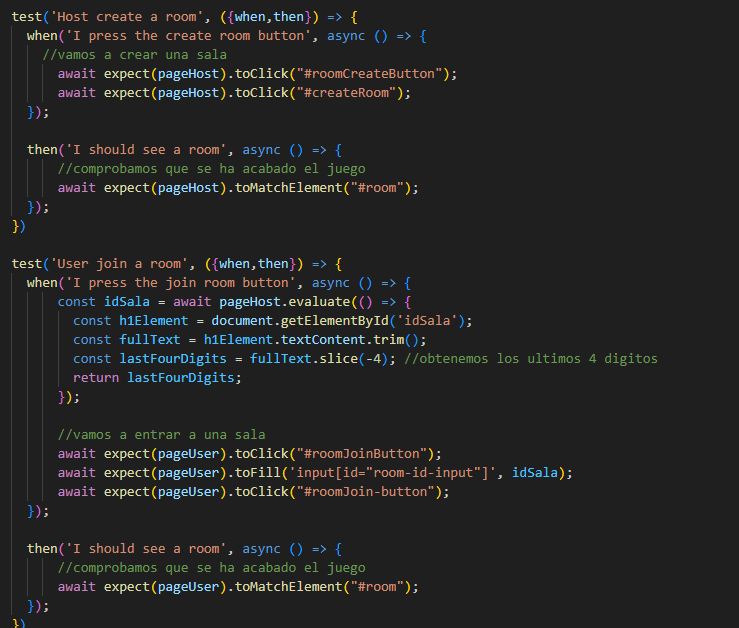 test('Host create a room', ({when,then}) => {
when('I press the create room button', async () => {
//vamos a crear una sala
await expect(pageHost).toClick("#roomCreateButton");
await expect(pageHost).toClick("#createRoom");
});
then('I should see a room', async () => {
//comprobamos que se ha acabado el juego
await expect(pageHost).toMatchElement("#room");
});
})
test('User join a room', ({when,then}) => {
when('I press the join room button', async () => {
const idSala = await pageHost.evaluate(() => {
const h1Element = document.getElementById('idSala');
const fullText = h1Element.textContent.trim();
const lastFourDigits = fullText.slice(-4); //obtenemos los ultimos 4 digitos
return lastFourDigits;
});
//vamos a entrar a una sala
await expect(pageUser).toClick("#roomJoinButton");
await expect(pageUser).toFill('input[id="room-id-input"]', idSala);
await expect(pageUser).toClick("#roomJoin-button");
});
then('I should see a room', async () => {
//comprobamos que se ha acabado el juego
await expect(pageUser).toMatchElement("#room");
});
})